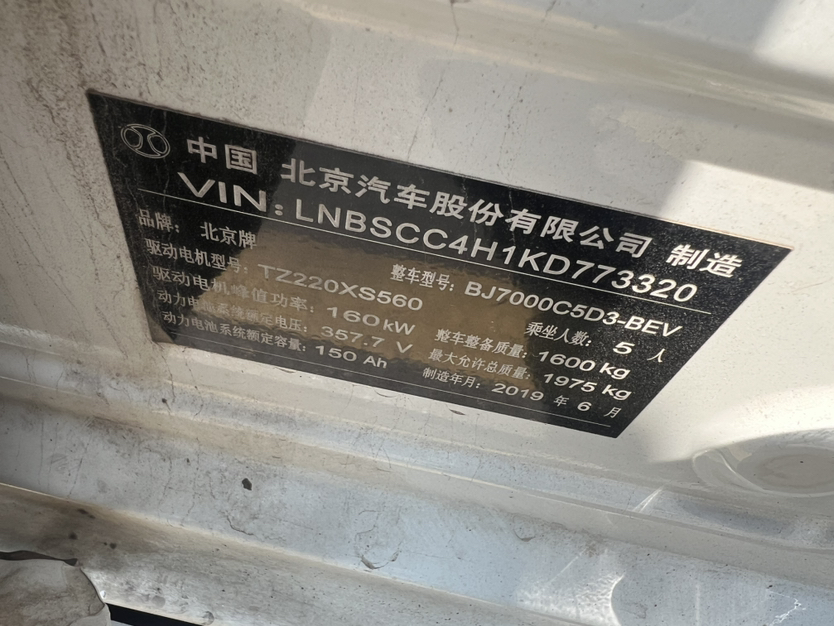 中国 北京汽车股份有限公司 制造
VIN: LNBSCC4H1KD773320
品牌: 北京牌 整车型号: BJ7000C5D3-BEV
驱动电机型号: TZ220XS560 乘坐人数: 5 人
驱动电机峰值功率: 160kW 整车整备质量: 1600 kg
动力电池系统额定电压: 357.7 V 最大允许总质量: 1975 kg
动力电池系统额定容量: 150 Ah 制造年月: 2019 年 6 月